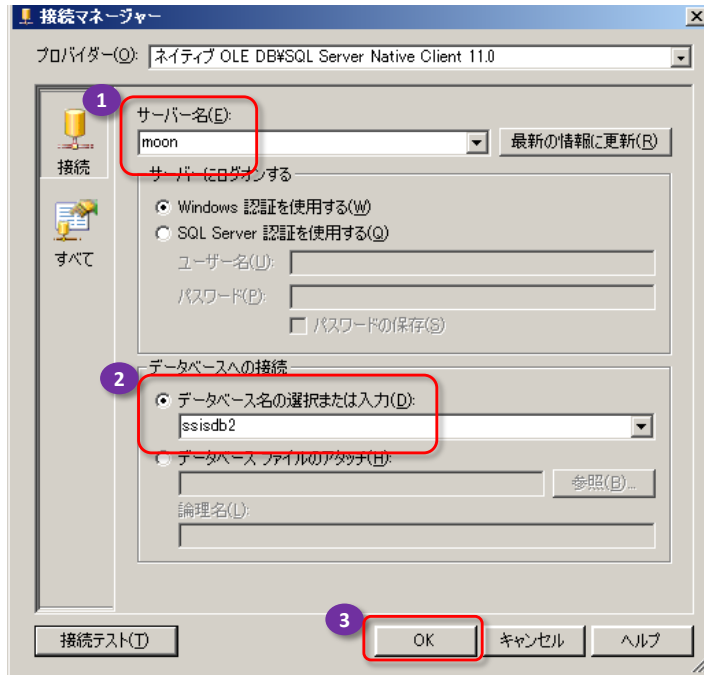 接続マネージャー
プロバイダー(O): ネイティブ OLE DB¥SQL Server Native Client 11.0
1
サーバー名(E):
moon
最新の情報に更新(R)
接続
サーバーにログオンする
Windows 認証を使用する(W)
SQL Server 認証を使用する(Q)
すべて
ユーザー名(U):
パスワード(P):
パスワードの保存(S)
データベースへの接続
2
データベース名の選択または入力(D):
ssisdb2
データベース ファイルのアタッチ(H):
参照(B)...
論理名(L):
3
接続テスト(T)
OK
キャンセル
ヘルプ